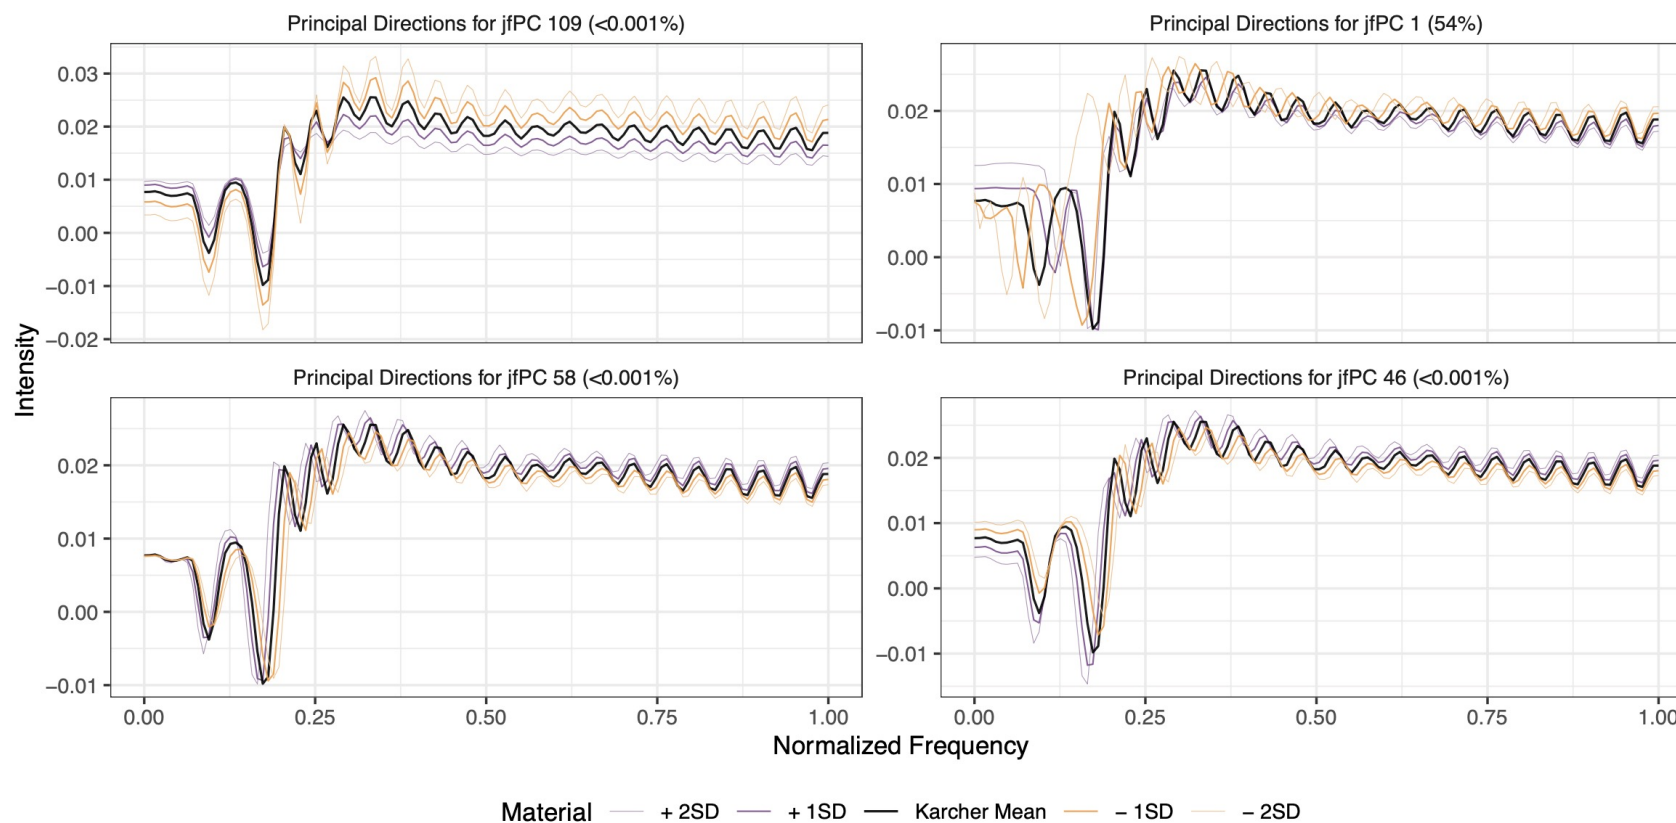 Principal Directions for jfPC 109 (<0.001%)
Principal Directions for jfPC 1 (54%)
0.03
0.02
0.01
0.00
−0.01
−0.02
0.02
0.01
0.00
−0.01
Intensity
Principal Directions for jfPC 58 (<0.001%)
Principal Directions for jfPC 46 (<0.001%)
0.02
0.01
0.00
−0.01
0.02
0.01
0.00
−0.01
0.00 0.25 0.50 0.75 1.00
0.00 0.25 0.50 0.75 1.00
Normalized Frequency
Material + 2SD + 1SD Karcher Mean − 1SD − 2SD